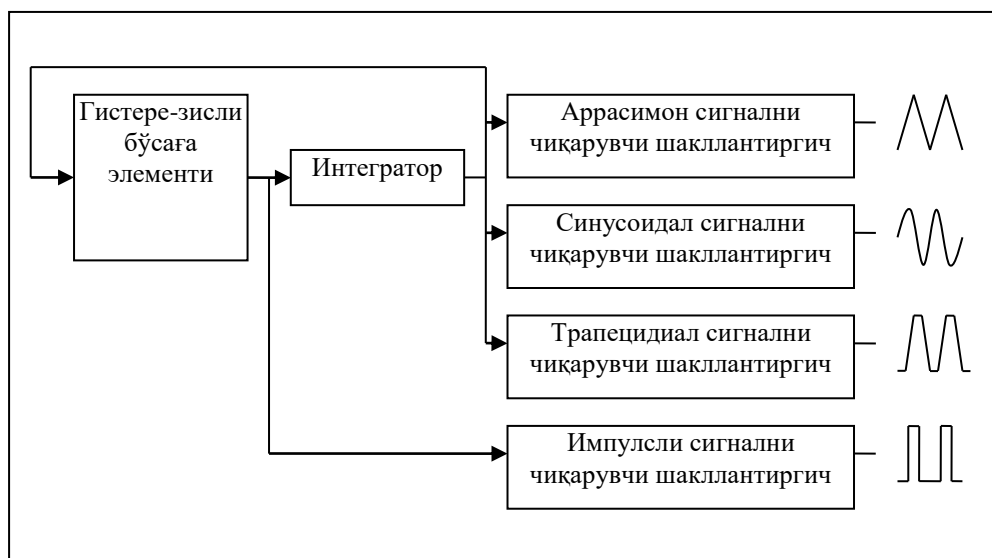 Гистере-зисли
бўсаға
элементи
Интегратор
Аррасимон сигнални
чиқарувчи шакллантиргич
Синусоидал сигнални
чиқарувчи шакллантиргич
Трапецидиал сигнални
чиқарувчи шакллантиргич
Импулсли сигнални
чиқарувчи шакллантиргич